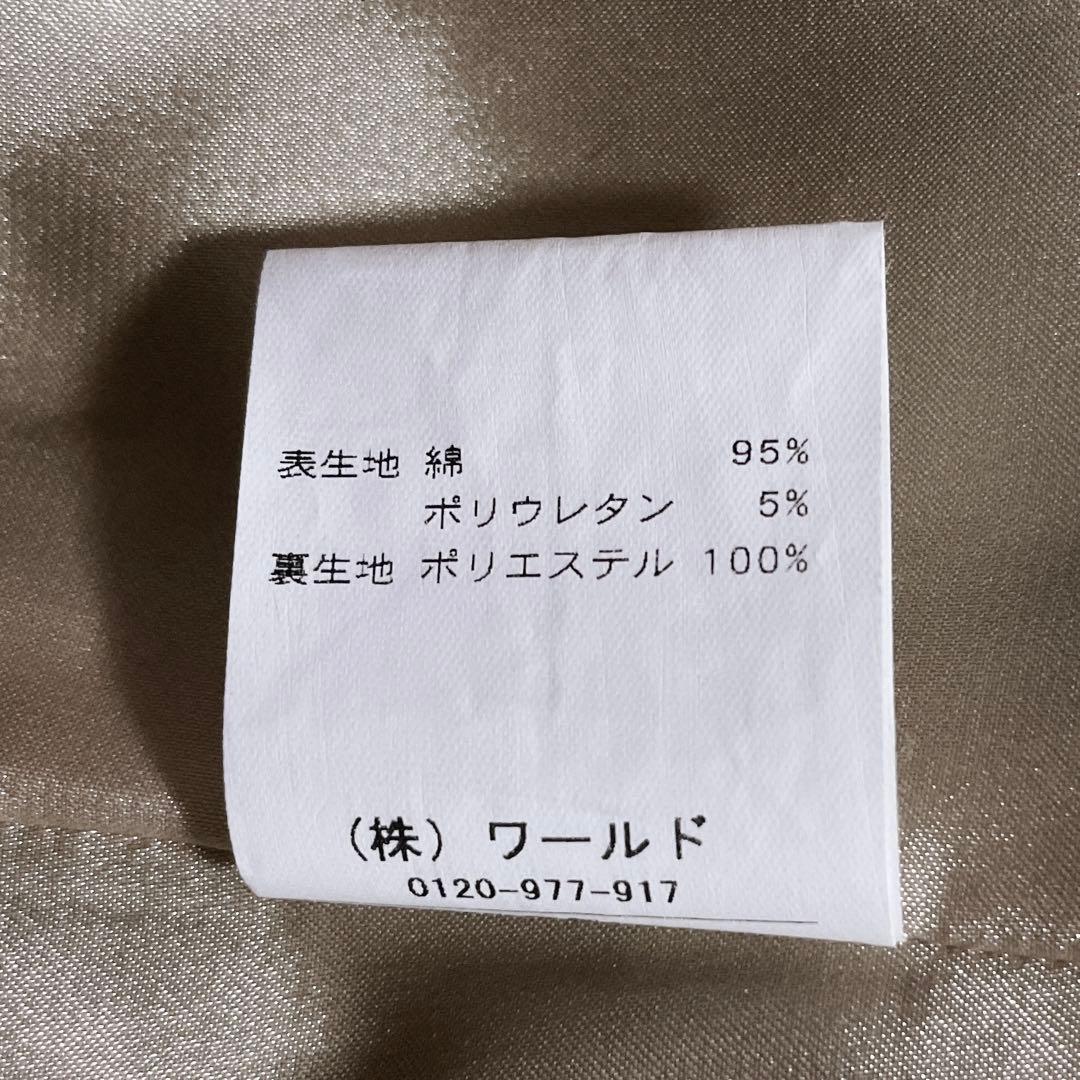 表生地 綿 95%
ポリウレタン 5%
裏生地 ポリエステル 100%
(株) ワールド
0120-977-917